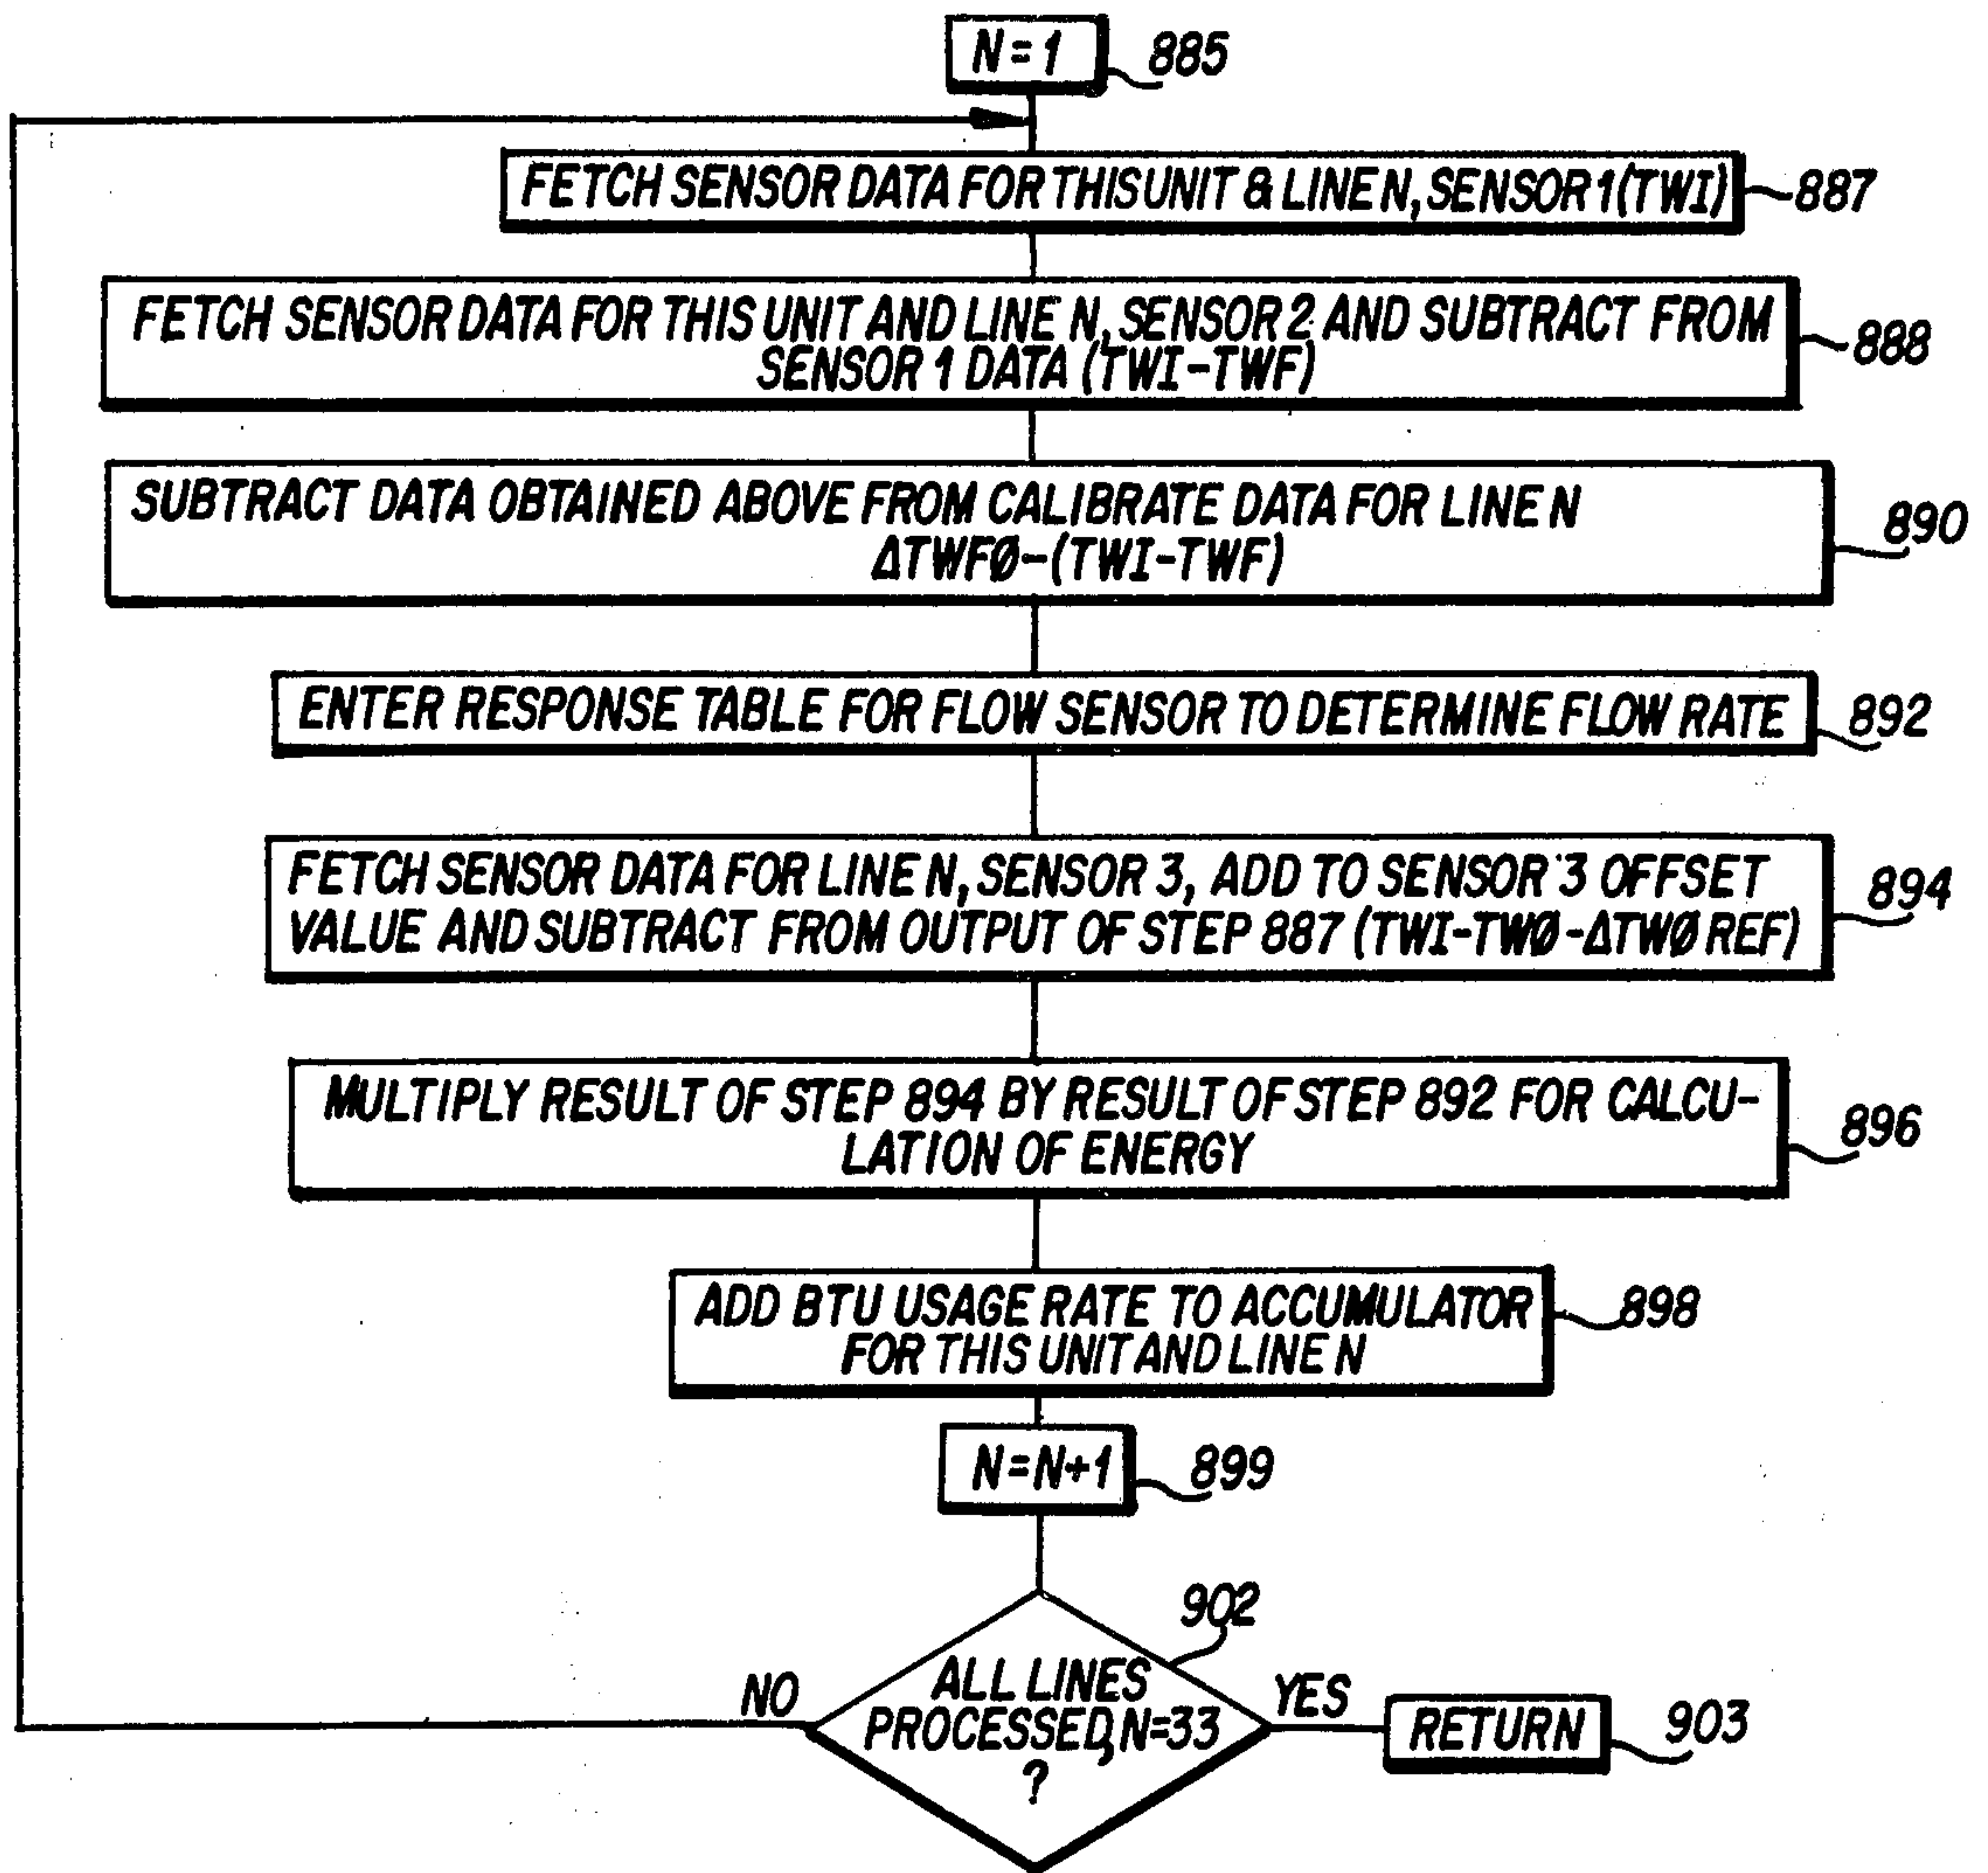 N=1
885
FETCH SENSOR DATA FOR THIS UNIT & LINE N, SENSOR 1 (TWI)
887
FETCH SENSOR DATA FOR THIS UNIT AND LINE N, SENSOR 2 AND SUBTRACT FROM
SENSOR 1 DATA (TWI-TWF)
888
SUBTRACT DATA OBTAINED ABOVE FROM CALIBRATE DATA FOR LINE N
ΔTWFØ-(TWI-TWF)
890
ENTER RESPONSE TABLE FOR FLOW SENSOR TO DETERMINE FLOW RATE
892
FETCH SENSOR DATA FOR LINE N, SENSOR 3, ADD TO SENSOR 3 OFFSET
VALUE AND SUBTRACT FROM OUTPUT OF STEP 887 (TWI-TWØ-ΔTWØ REF)
894
MULTIPLY RESULT OF STEP 894 BY RESULT OF STEP 892 FOR CALCU-
LATION OF ENERGY
896
ADD BTU USAGE RATE TO ACCUMULATOR
FOR THIS UNIT AND LINE N
898
N=N+1
899
902
ALL LINES
PROCESSED, N=33
?
NO
YES
RETURN
903